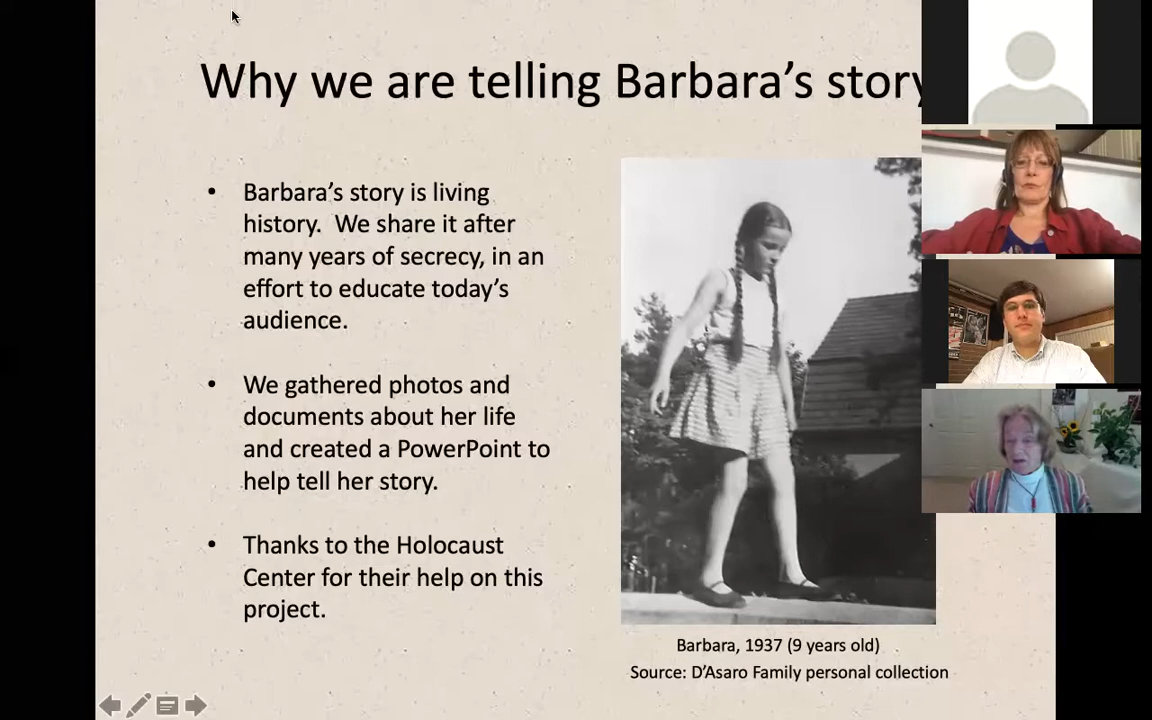 Why we are telling Barbara's story
• Barbara's story is living
history.  We share it after
many years of secrecy, in an
effort to educate today's
audience.
• We gathered photos and
documents about her life
and created a PowerPoint to
help tell her story.
• Thanks to the Holocaust
Center for their help on this
project.
Barbara, 1937 (9 years old)
Source: D'Asaro Family personal collection